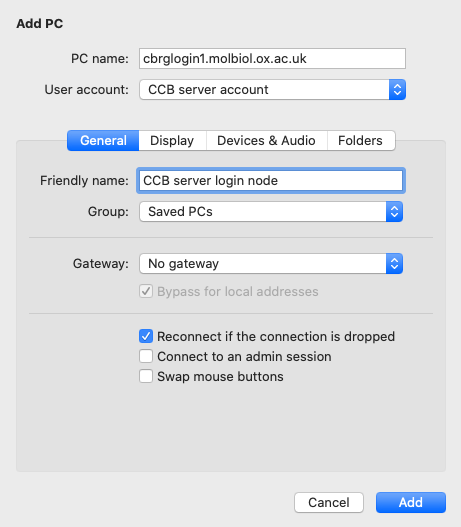 Add PC
PC name: cbrglogin1.molbiol.ox.ac.uk
User account: CCB server account
General Display Devices & Audio Folders
Friendly name: CCB server login node
Group: Saved PCs
Gateway: No gateway
Bypass for local addresses
Reconnect if the connection is dropped
Connect to an admin session
Swap mouse buttons
Cancel Add